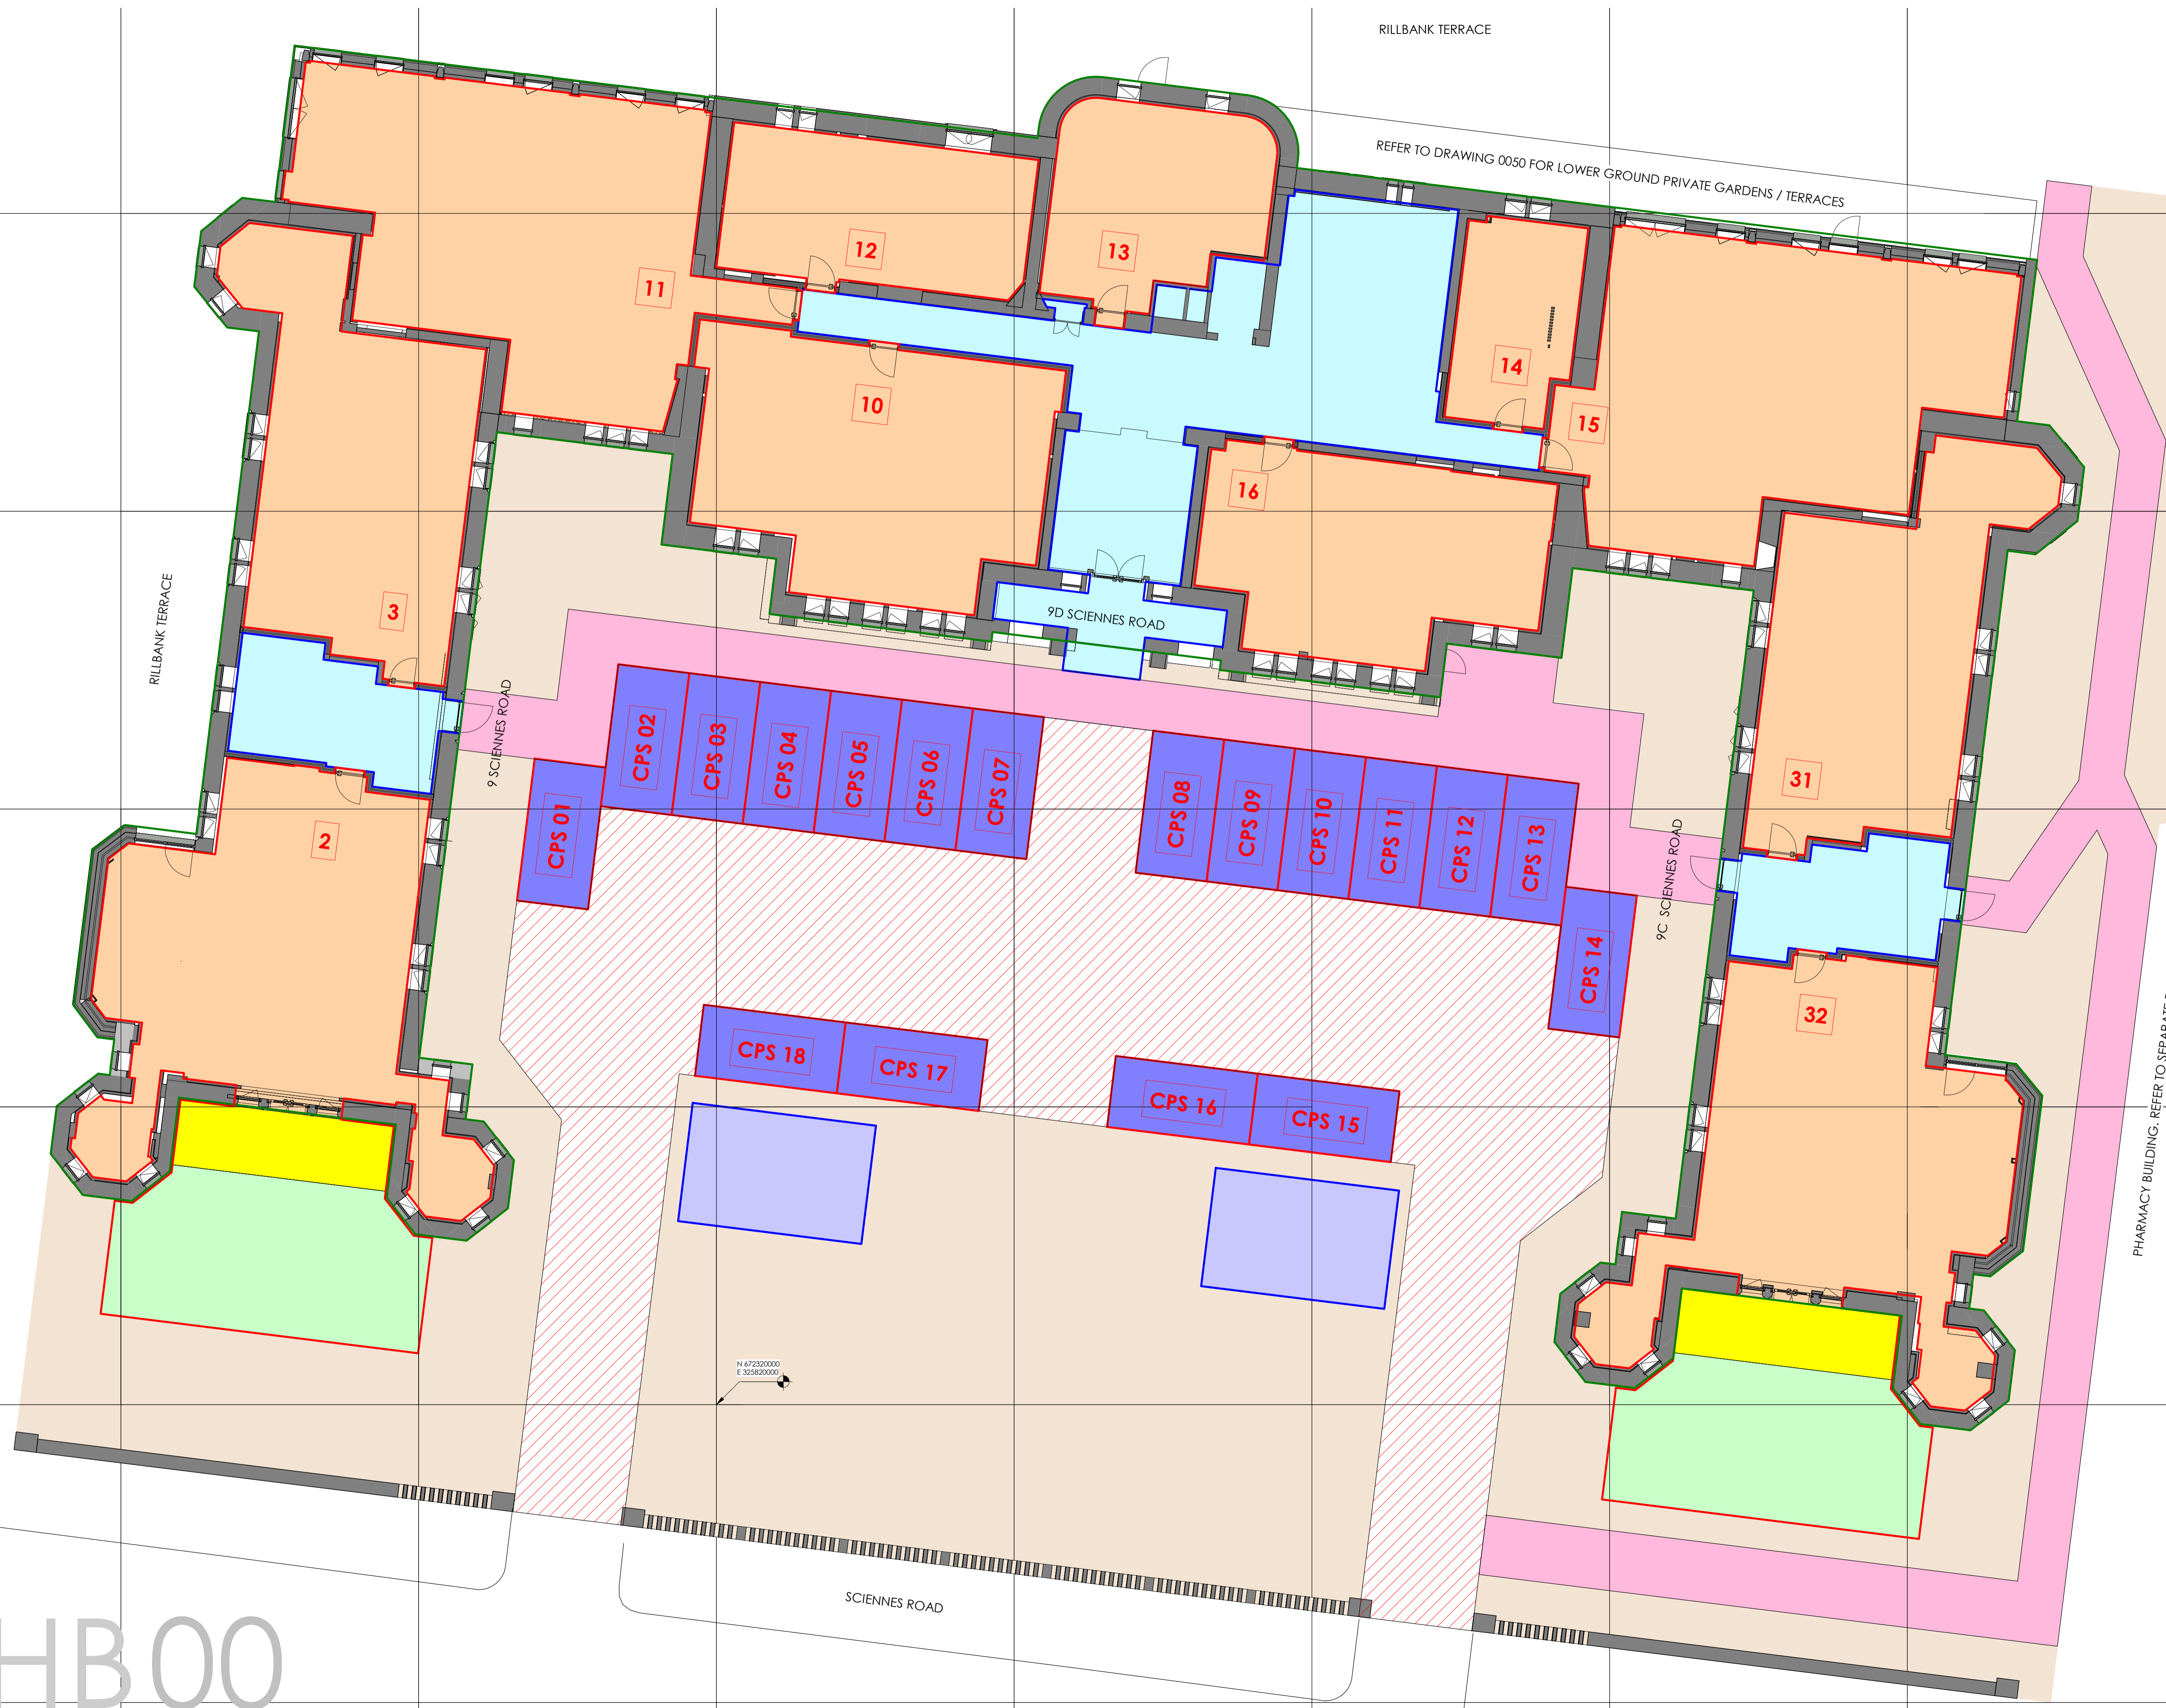 RILLBANK TERRACE
REFER TO DRAWING 0050 FOR LOWER GROUND PRIVATE GARDENS / TERRACES
12
13
11
14
10
15
16
RILLBANK TERRACE
3
9D SCIENNES ROAD
9 SCIENNES ROAD
CPS 02
CPS 03
CPS 04
CPS 05
CPS 06
CPS 07
CPS 01
CPS 08
CPS 09
CPS 10
CPS 11
CPS 12
CPS 13
CPS 14
31
2
9C SCIENNES ROAD
32
CPS 18
CPS 17
CPS 16
CPS 15
PHARMACY BUILDING. REFER TO SEPARATE
N 672320000
E 325820000
SCIENNES ROAD
HB00